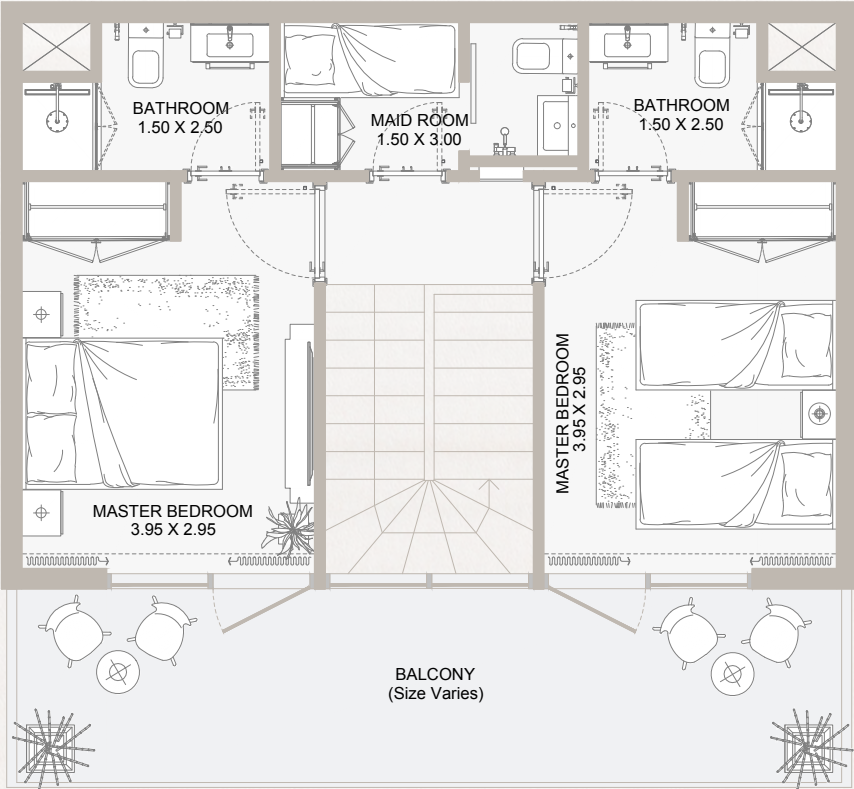 BATHROOM
1.50 X 2.50
MAID ROOM
1.50 X 3.00
BATHROOM
1.50 X 2.50
MASTER BEDROOM
3.95 X 2.95
MASTER BEDROOM
3.95 X 2.95
BALCONY
(Size Varies)